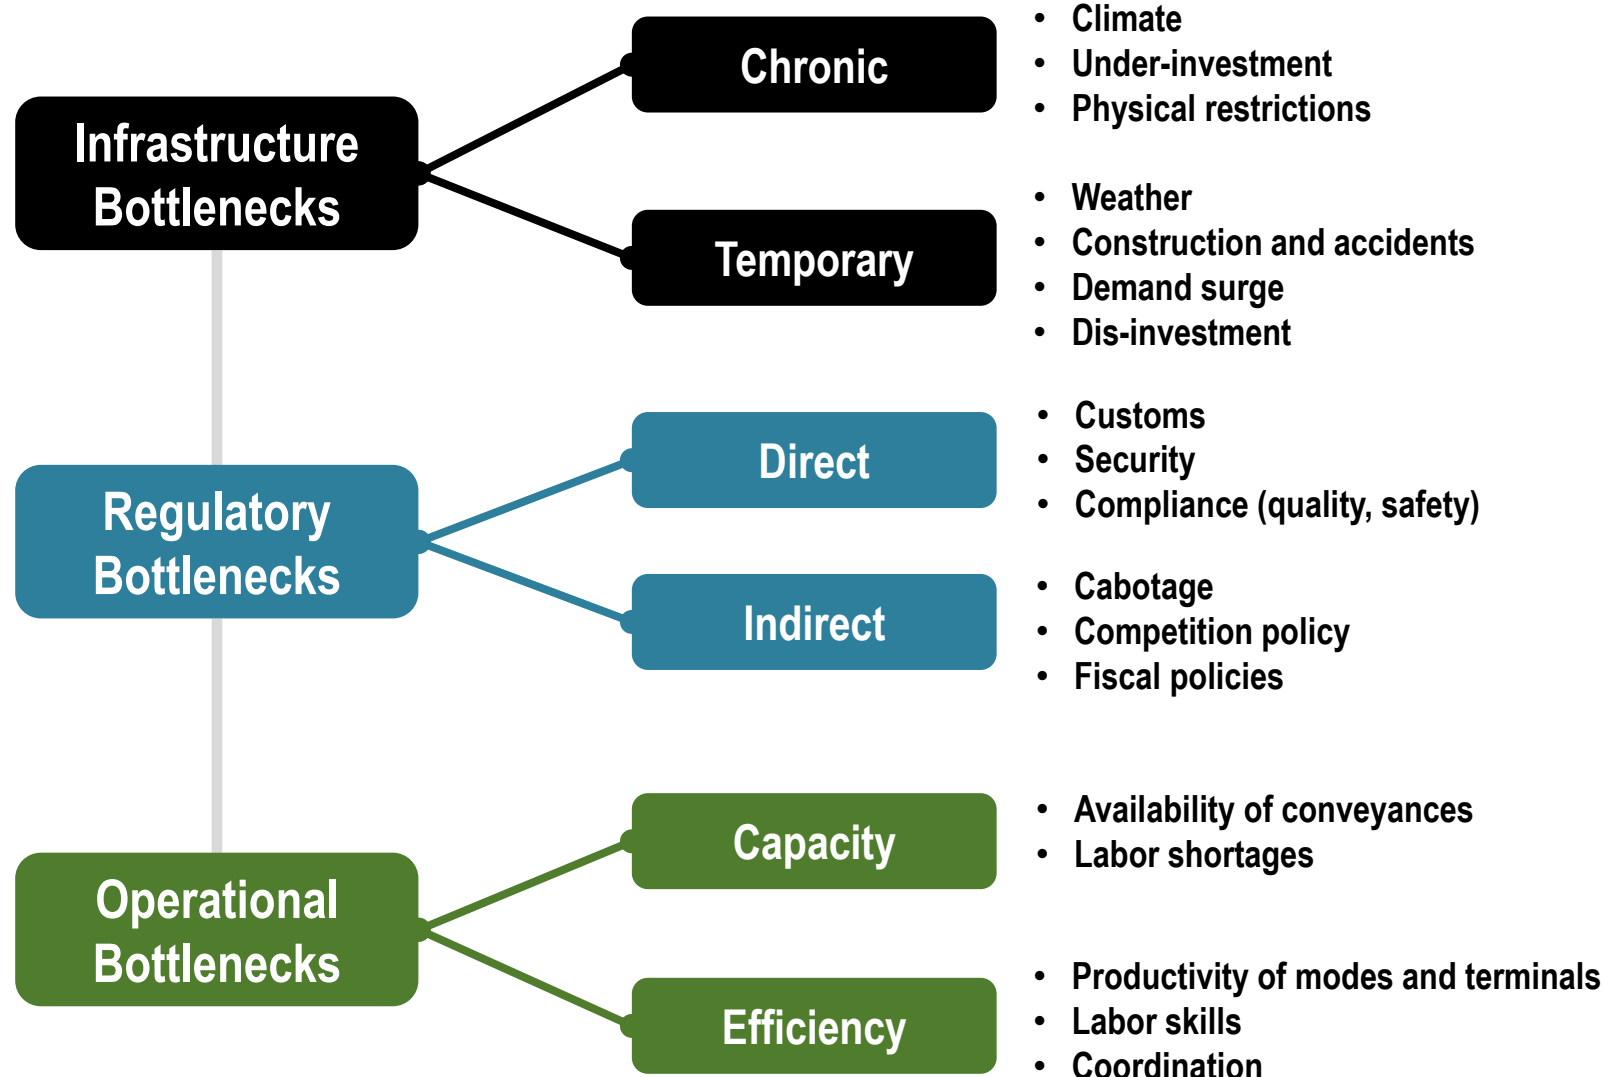 Infrastructure
Bottlenecks
Chronic
• Climate
• Under-investment
• Physical restrictions
Temporary
• Weather
• Construction and accidents
• Demand surge
• Dis-investment
Regulatory
Bottlenecks
Direct
• Customs
• Security
• Compliance (quality, safety)
Indirect
• Cabotage
• Competition policy
• Fiscal policies
Operational
Bottlenecks
Capacity
• Availability of conveyances
• Labor shortages
Efficiency
• Productivity of modes and terminals
• Labor skills
• Coordination